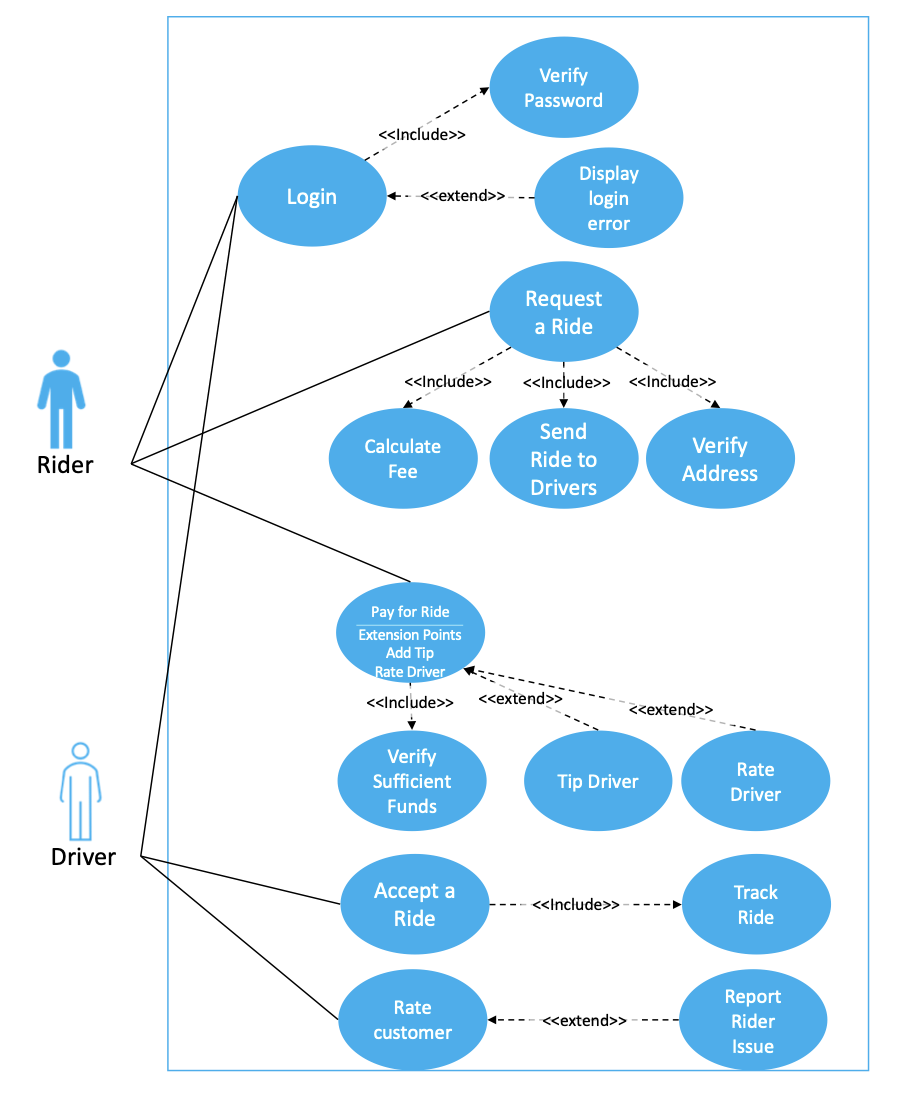 Verify
Password
<<Include>>
Login
<<extend>>
Display
login
error
Request
a Ride
<<Include>>
<<Include>>
<<Include>>
Rider
Calculate
Fee
Send
Ride to
Drivers
Verify
Address
Pay for Ride
Extension Points
Add Tip
Rate Driver
<<Include>>
<<extend>>
<<extend>>
Verify
Sufficient
Funds
Tip Driver
Rate
Driver
Driver
Accept a
Ride
<<Include>>
Track
Ride
Rate
customer
<<extend>>
Report
Rider
Issue